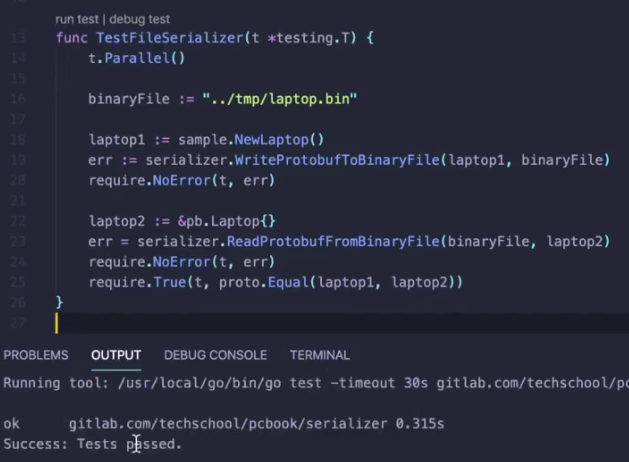 run test | debug test
13 func TestFileSerializer(t *testing.T) {
14 t.Parallel()
15
16 binaryFile := "../tmp/laptop.bin"
17
18 laptop1 := sample.NewLaptop()
19 err := serializer.WriteProtobufToBinaryFile(laptop1, binaryFile)
20 require.NoError(t, err)
21
22 laptop2 := &pb.Laptop{}
23 err = serializer.ReadProtobufFromBinaryFile(binaryFile, laptop2)
24 require.NoError(t, err)
25 require.True(t, proto.Equal(laptop1, laptop2))
26 }
27
PROBLEMS OUTPUT DEBUG CONSOLE TERMINAL
Running tool: /usr/local/go/bin/go test -timeout 30s gitlab.com/techschool/pc
ok gitlab.com/techschool/pcbook/serializer 0.315s
Success: Tests passed.